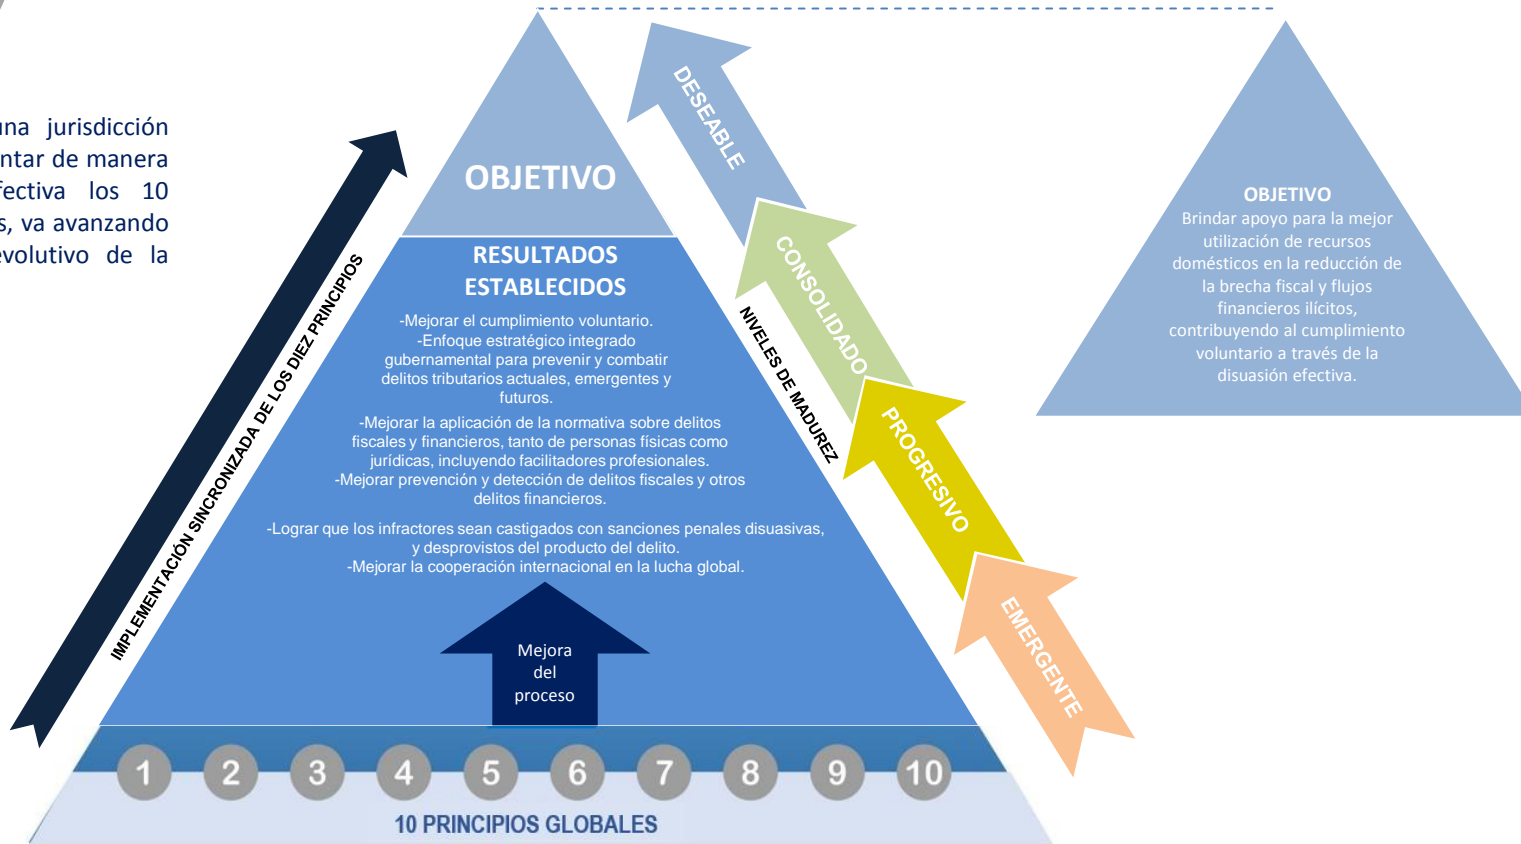 una jurisdicción
ntar de manera
fectiva los 10
s, va avanzando
evolutivo de la
IMPLEMENTACIÓN SINCRONIZADA DE LOS DIEZ PRINCIPIOS
OBJETIVO
RESULTADOS
ESTABLECIDOS
-Mejorar el cumplimiento voluntario.
-Enfoque estratégico integrado
gubernamental para prevenir y combatir
delitos tributarios actuales, emergentes y
futuros.
-Mejorar la aplicación de la normativa sobre delitos
fiscales y financieros, tanto de personas físicas como
jurídicas, incluyendo facilitadores profesionales.
-Mejorar prevención y detección de delitos fiscales y otros
delitos financieros.
-Lograr que los infractores sean castigados con sanciones penales disuasivas,
y desprovistos del producto del delito.
-Mejorar la cooperación internacional en la lucha global.
Mejora
del
proceso
1 2 3 4 5 6 7 8 9 10
10 PRINCIPIOS GLOBALES
NIVELES DE MADUREZ
DESEABLE
CONSOLIDADO
PROGRESIVO
EMERGENTE
OBJETIVO
Brindar apoyo para la mejor
utilización de recursos
domésticos en la reducción de
la brecha fiscal y flujos
financieros ilícitos,
contribuyendo al cumplimiento
voluntario a través de la
disuasión efectiva.